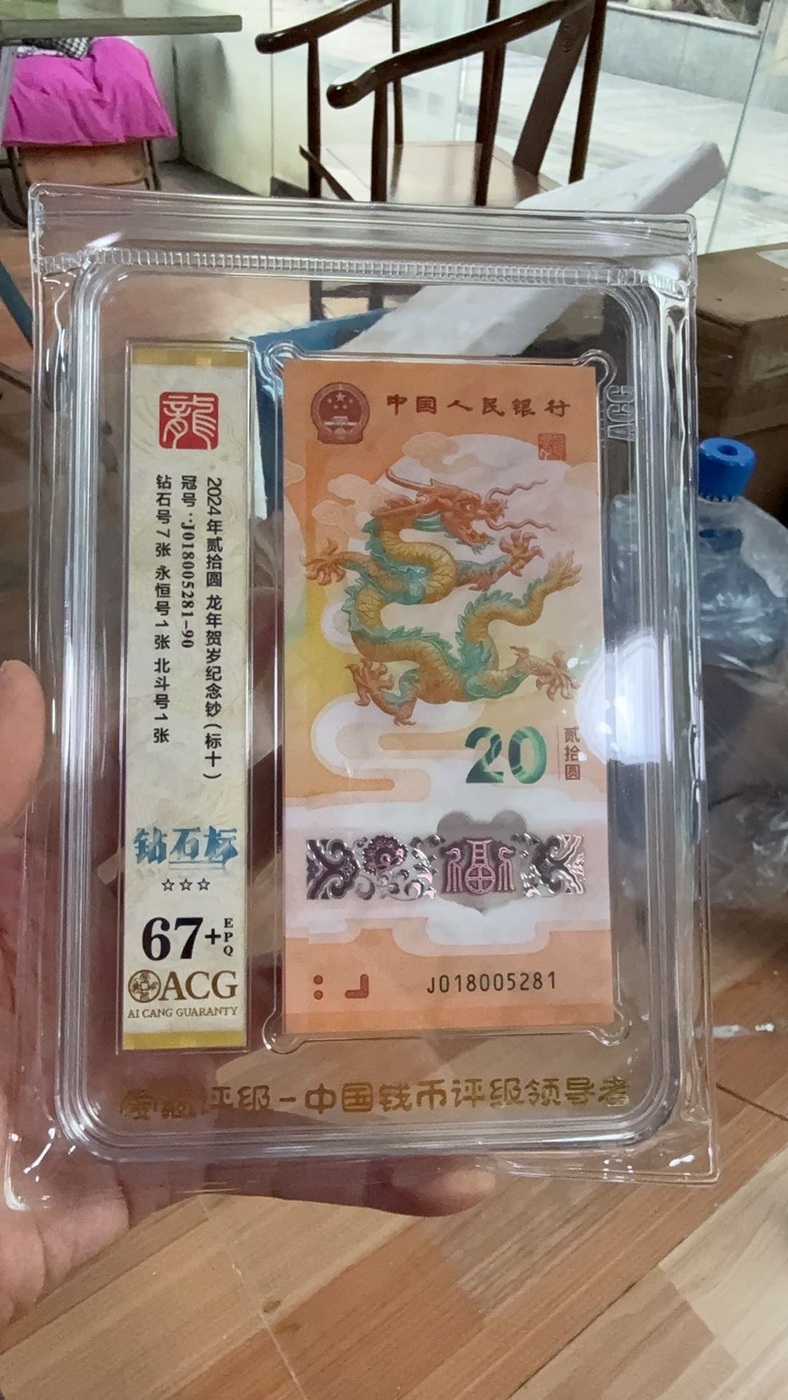 龍
2024年贰拾圆 龙年贺岁纪念钞(标十)
冠号:J018005281-90
钻石号7张 永恒号1张 北斗号1张
钻石标
☆☆☆
67+EPQ
ACG
AI CANG GUARANTY
中国人民银行
20
贰拾圆
福
J018005281
ACG
爱藏评级-中国钱币评级领导者